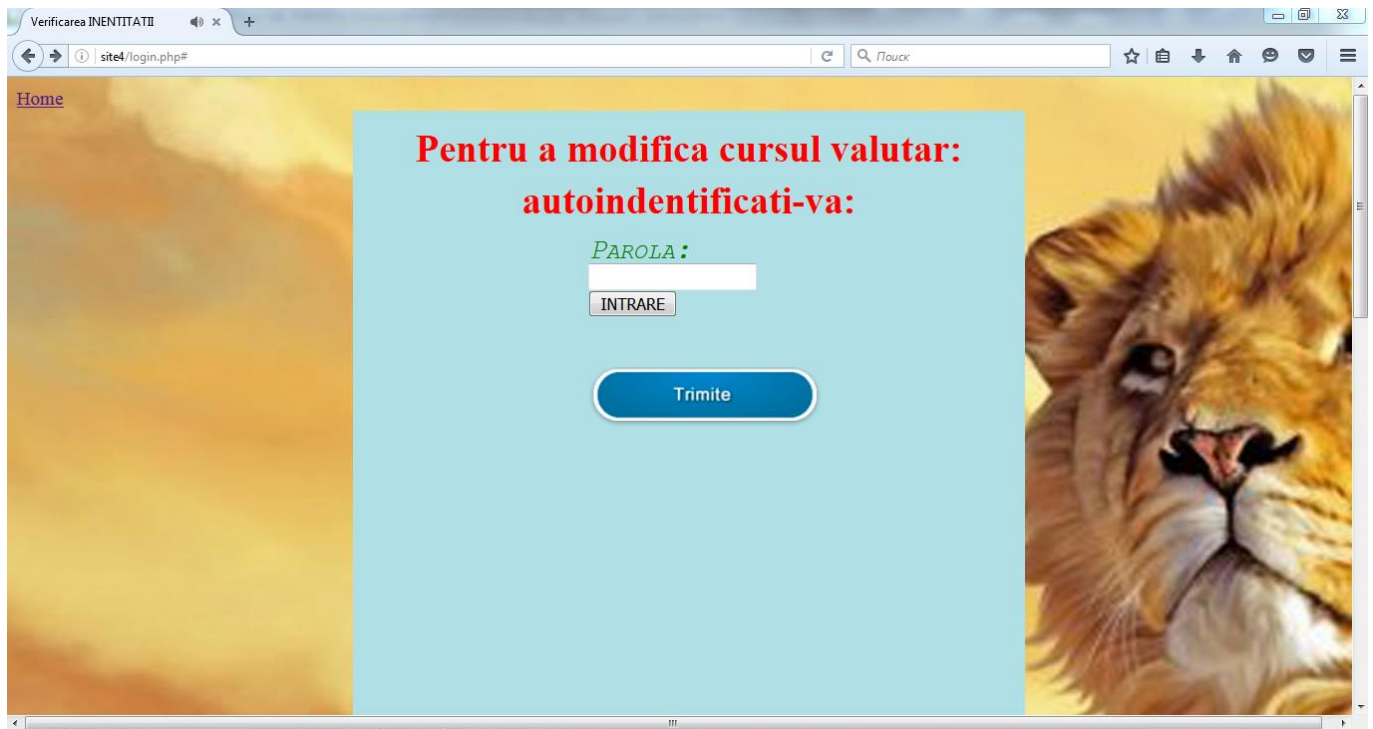 Verificarea INENTITATII
site4/login.php#
Поиск
Home
Pentru a modifica cursul valutar:
autoindentificati-va:
PAROLA:
INTRARE
Trimite